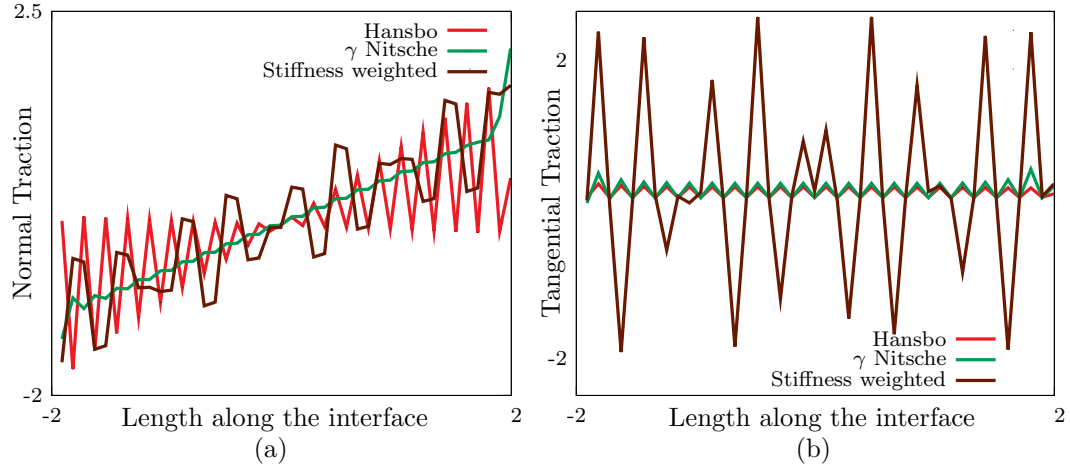 2.5
Hansbo
γ Nitsche
Stiffness weighted
Normal Traction
-2
-2
Length along the interface
2
(a)
2
0
-2
Tangential Traction
Hansbo
γ Nitsche
Stiffness weighted
-2
Length along the interface
2
(b)